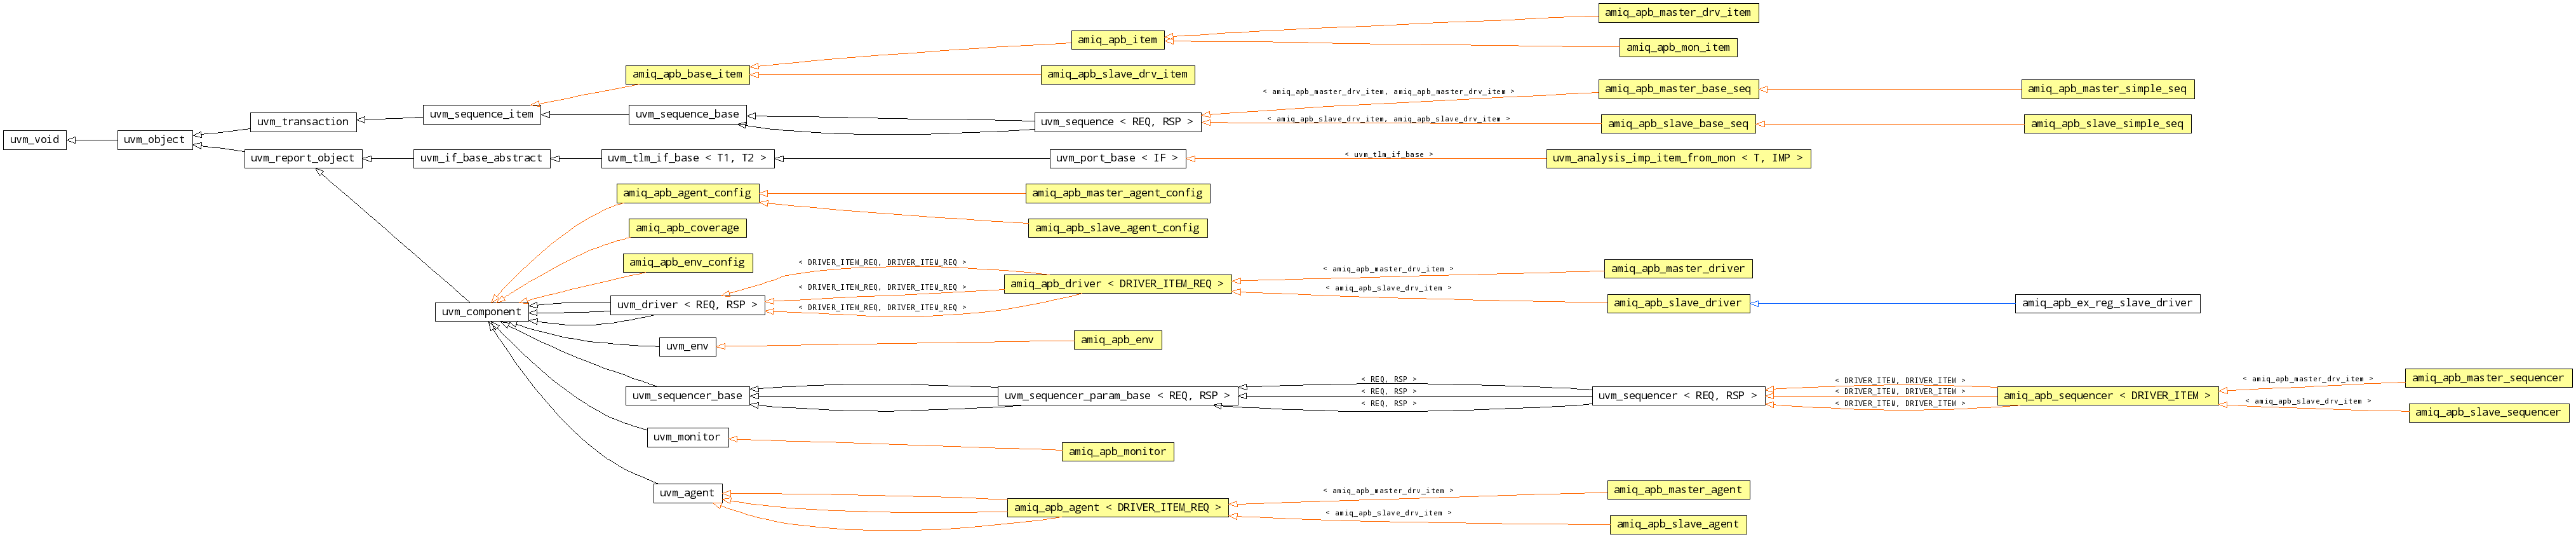 amiq_apb_master_drv_item
amiq_apb_item
amiq_apb_mon_item
amiq_apb_base_item
amiq_apb_slave_drv_item
< amiq_apb_master_drv_item, amiq_apb_master_drv_item >
amiq_apb_master_base_seq
amiq_apb_master_simple_seq
uvm_transaction
uvm_sequence_item
uvm_sequence_base
uvm_sequence < REQ, RSP >
< amiq_apb_slave_drv_item, amiq_apb_slave_drv_item >
amiq_apb_slave_base_seq
amiq_apb_slave_simple_seq
uvm_void
uvm_object
uvm_report_object
uvm_if_base_abstract
uvm_tlm_if_base < T1, T2 >
uvm_port_base < IF >
< uvm_tlm_if_base >
uvm_analysis_imp_item_from_mon < T, IMP >
amiq_apb_agent_config
amiq_apb_master_agent_config
amiq_apb_coverage
amiq_apb_slave_agent_config
amiq_apb_env_config
< DRIVER_ITEM_REQ, DRIVER_ITEM_REQ >
< amiq_apb_master_drv_item >
amiq_apb_master_driver
< DRIVER_ITEM_REQ, DRIVER_ITEM_REQ >
amiq_apb_driver < DRIVER_ITEM_REQ >
< amiq_apb_slave_drv_item >
uvm_component
uvm_driver < REQ, RSP >
< DRIVER_ITEM_REQ, DRIVER_ITEM_REQ >
amiq_apb_slave_driver
amiq_apb_ex_reg_slave_driver
uvm_env
amiq_apb_env
< REQ, RSP >
< DRIVER_ITEM, DRIVER_ITEM >
< amiq_apb_master_drv_item >
amiq_apb_master_sequencer
uvm_sequencer_base
uvm_sequencer_param_base < REQ, RSP >
< REQ, RSP >
uvm_sequencer < REQ, RSP >
< DRIVER_ITEM, DRIVER_ITEM >
amiq_apb_sequencer < DRIVER_ITEM >
< REQ, RSP >
< DRIVER_ITEM, DRIVER_ITEM >
< amiq_apb_slave_drv_item >
amiq_apb_slave_sequencer
uvm_monitor
amiq_apb_monitor
uvm_agent
< amiq_apb_master_drv_item >
amiq_apb_master_agent
amiq_apb_agent < DRIVER_ITEM_REQ >
< amiq_apb_slave_drv_item >
amiq_apb_slave_agent